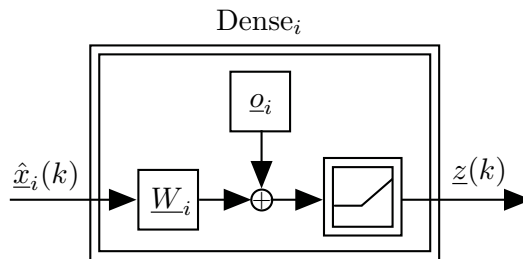 Dense_i
o_i
x̂_i(k)
W_i
z(k)